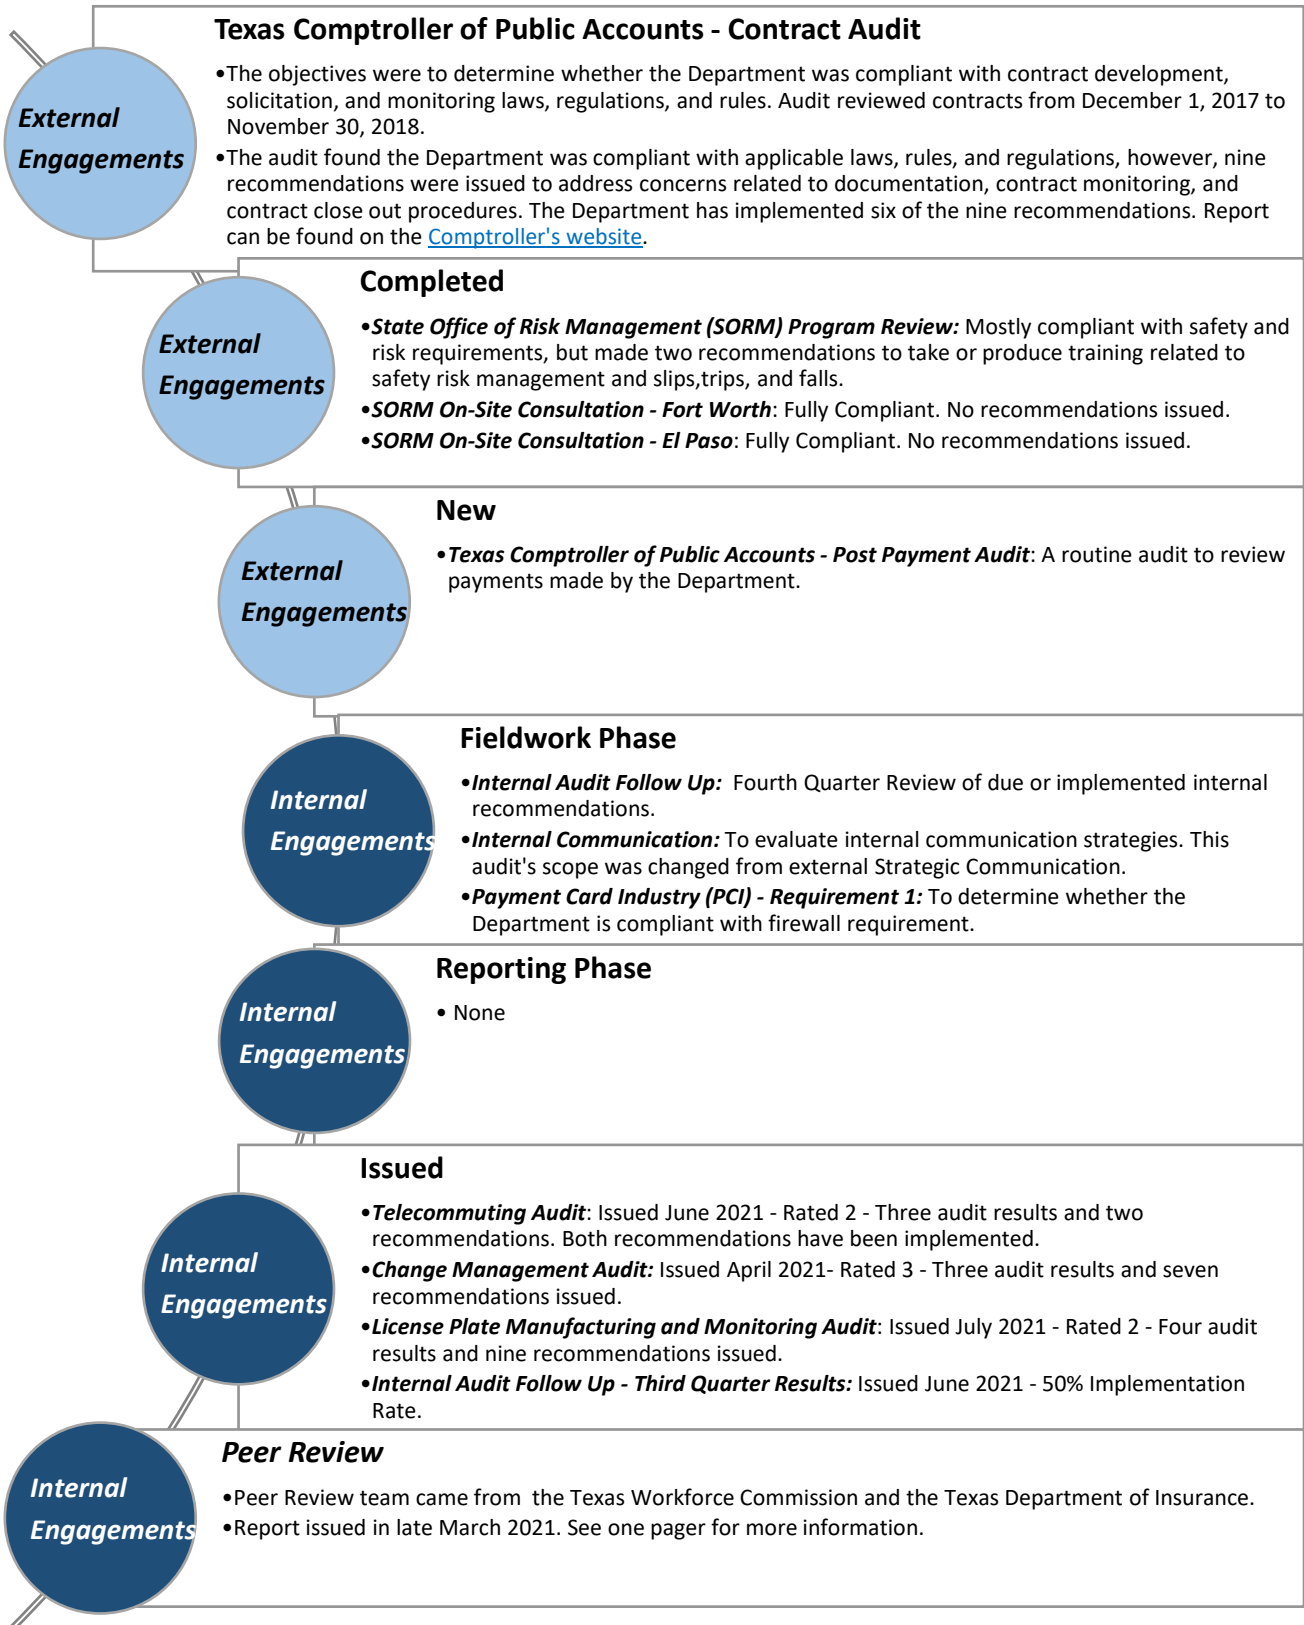 Texas Comptroller of Public Accounts - Contract Audit
•The objectives were to determine whether the Department was compliant with contract development,
solicitation, and monitoring laws, regulations, and rules. Audit reviewed contracts from December 1, 2017 to
November 30, 2018.
•The audit found the Department was compliant with applicable laws, rules, and regulations, however, nine
recommendations were issued to address concerns related to documentation, contract monitoring, and
contract close out procedures. The Department has implemented six of the nine recommendations. Report
can be found on the Comptroller's website.
External
Engagements
Completed
•State Office of Risk Management (SORM) Program Review: Mostly compliant with safety and
risk requirements, but made two recommendations to take or produce training related to
safety risk management and slips,trips, and falls.
•SORM On-Site Consultation - Fort Worth: Fully Compliant. No recommendations issued.
•SORM On-Site Consultation - El Paso: Fully Compliant. No recommendations issued.
External
Engagements
New
•Texas Comptroller of Public Accounts - Post Payment Audit: A routine audit to review
payments made by the Department.
External
Engagements
Fieldwork Phase
•Internal Audit Follow Up: Fourth Quarter Review of due or implemented internal
recommendations.
•Internal Communication: To evaluate internal communication strategies. This
audit's scope was changed from external Strategic Communication.
•Payment Card Industry (PCI) - Requirement 1: To determine whether the
Department is compliant with firewall requirement.
Internal
Engagements
Reporting Phase
• None
Internal
Engagements
Issued
•Telecommuting Audit: Issued June 2021 - Rated 2 - Three audit results and two
recommendations. Both recommendations have been implemented.
•Change Management Audit: Issued April 2021- Rated 3 - Three audit results and seven
recommendations issued.
•License Plate Manufacturing and Monitoring Audit: Issued July 2021 - Rated 2 - Four audit
results and nine recommendations issued.
•Internal Audit Follow Up - Third Quarter Results: Issued June 2021 - 50% Implementation
Rate.
Internal
Engagements
Peer Review
•Peer Review team came from the Texas Workforce Commission and the Texas Department of Insurance.
•Report issued in late March 2021. See one pager for more information.
Internal
Engagements